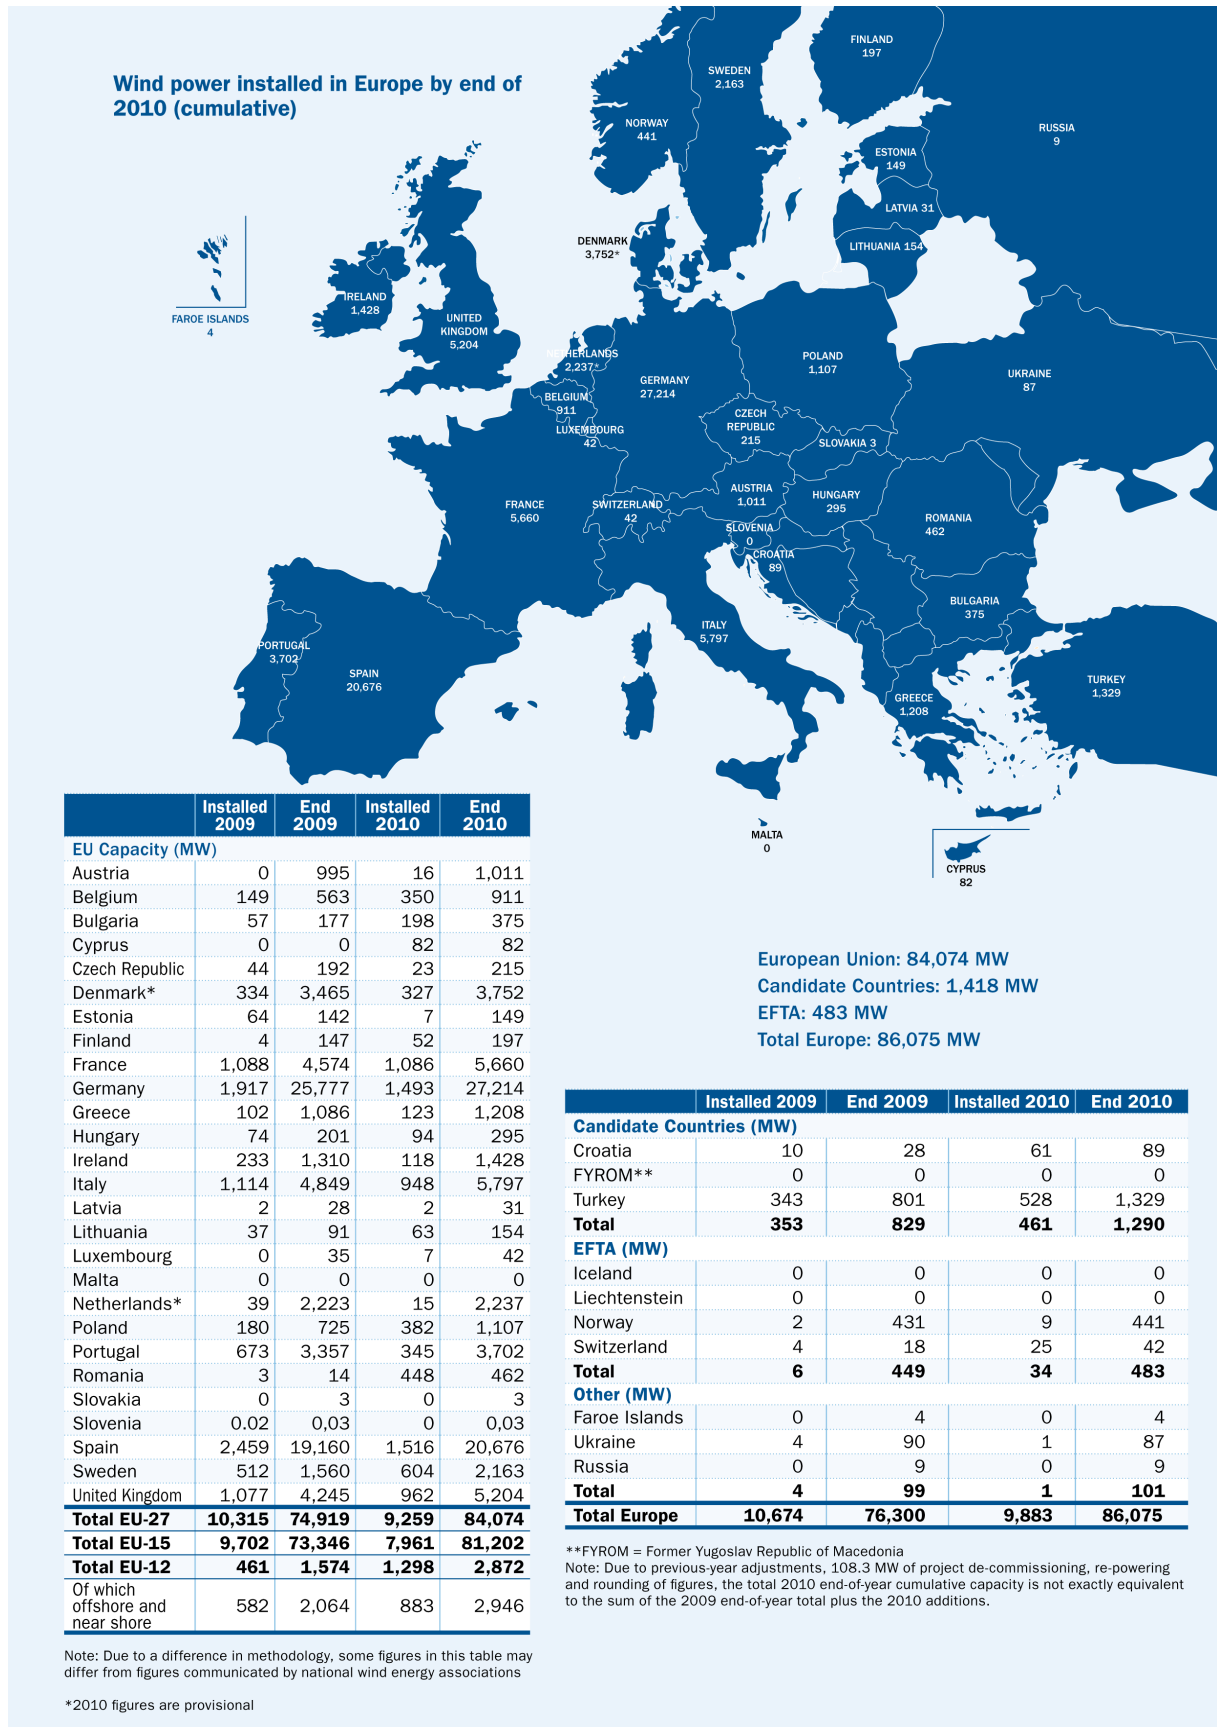 Wind power installed in Europe by end of
2010 (cumulative)
FINLAND
197
SWEDEN
2,163
NORWAY
441
RUSSIA
9
ESTONIA
149
LATVIA 31
DENMARK
3,752*
LITHUANIA 154
IRELAND
1,428
FAROE ISLANDS
4
UNITED
KINGDOM
5,204
NETHERLANDS
2,237*
POLAND
1,107
UKRAINE
87
GERMANY
27,214
BELGIUM
911
CZECH
REPUBLIC
215
LUXEMBOURG
42
SLOVAKIA 3
AUSTRIA
1,011
HUNGARY
295
FRANCE
5,660
SWITZERLAND
42
ROMANIA
462
SLOVENIA
0
CROATIA
89
BULGARIA
375
ITALY
5,797
PORTUGAL
3,702
SPAIN
20,676
TURKEY
1,329
GREECE
1,208
MALTA
0
CYPRUS
82
Installed 2009 End 2009 Installed 2010 End 2010
EU Capacity (MW)
Austria 0 995 16 1,011
Belgium 149 563 350 911
Bulgaria 57 177 198 375
Cyprus 0 0 82 82
Czech Republic 44 192 23 215
Denmark* 334 3,465 327 3,752
Estonia 64 142 7 149
Finland 4 147 52 197
France 1,088 4,574 1,086 5,660
Germany 1,917 25,777 1,493 27,214
Greece 102 1,086 123 1,208
Hungary 74 201 94 295
Ireland 233 1,310 118 1,428
Italy 1,114 4,849 948 5,797
Latvia 2 28 2 31
Lithuania 37 91 63 154
Luxembourg 0 35 7 42
Malta 0 0 0 0
Netherlands* 39 2,223 15 2,237
Poland 180 725 382 1,107
Portugal 673 3,357 345 3,702
Romania 3 14 448 462
Slovakia 0 3 0 3
Slovenia 0.02 0,03 0 0,03
Spain 2,459 19,160 1,516 20,676
Sweden 512 1,560 604 2,163
United Kingdom 1,077 4,245 962 5,204
Total EU-27 10,315 74,919 9,259 84,074
Total EU-15 9,702 73,346 7,961 81,202
Total EU-12 461 1,574 1,298 2,872
Of which
offshore and
near shore 582 2,064 883 2,946
Note: Due to a difference in methodology, some figures in this table may
differ from figures communicated by national wind energy associations
*2010 figures are provisional
European Union: 84,074 MW
Candidate Countries: 1,418 MW
EFTA: 483 MW
Total Europe: 86,075 MW
Installed 2009 End 2009 Installed 2010 End 2010
Candidate Countries (MW)
Croatia 10 28 61 89
FYROM** 0 0 0 0
Turkey 343 801 528 1,329
Total 353 829 461 1,290
EFTA (MW)
Iceland 0 0 0 0
Liechtenstein 0 0 0 0
Norway 2 431 9 441
Switzerland 4 18 25 42
Total 6 449 34 483
Other (MW)
Faroe Islands 0 4 0 4
Ukraine 4 90 1 87
Russia 0 9 0 9
Total 4 99 1 101
Total Europe 10,674 76,300 9,883 86,075
**FYROM = Former Yugoslav Republic of Macedonia
Note: Due to previous-year adjustments, 108.3 MW of project de-commissioning, re-powering
and rounding of figures, the total 2010 end-of-year cumulative capacity is not exactly equivalent
to the sum of the 2009 end-of-year total plus the 2010 additions.